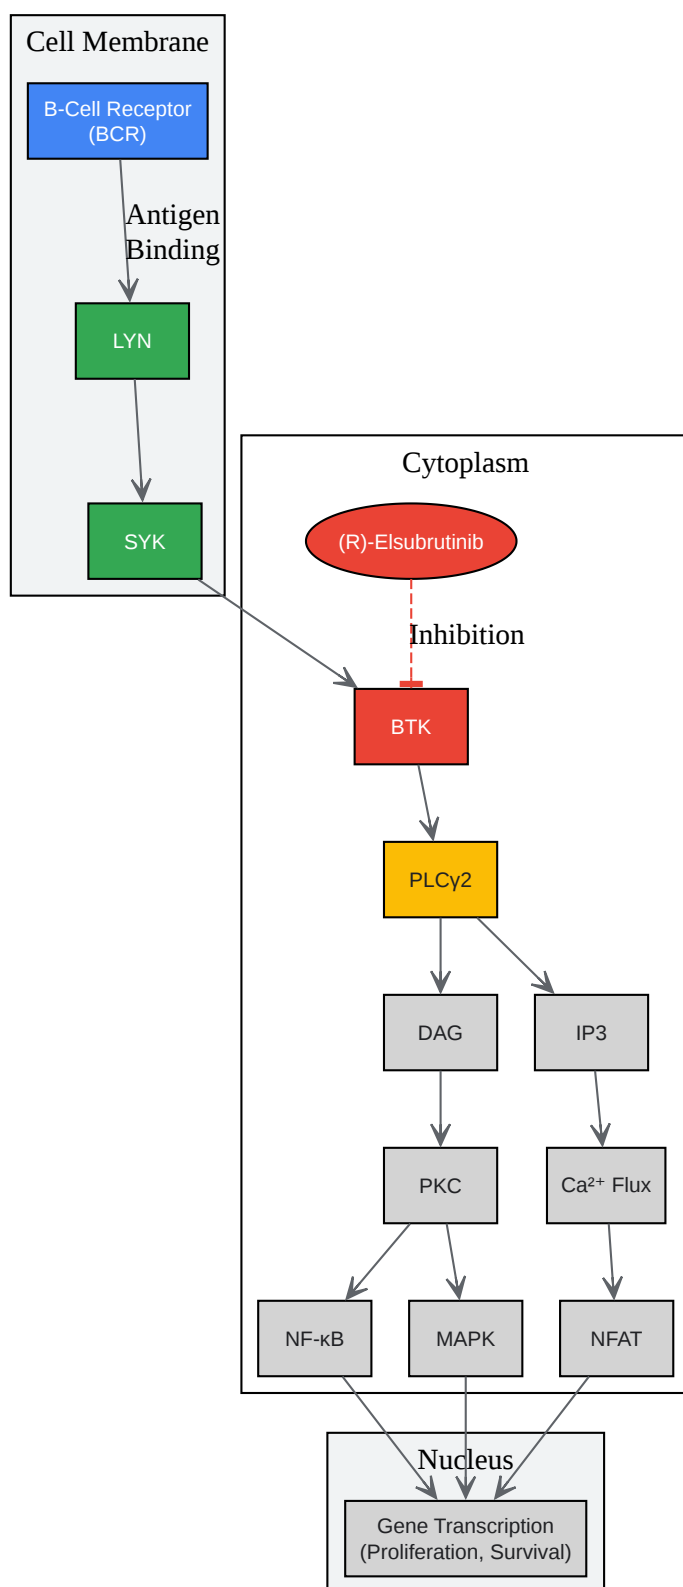 Cell Membrane
B-Cell Receptor
(BCR)
Antigen
Binding
LYN
Cytoplasm
SYK
(R)-Elsubrutinib
Inhibition
BTK
PLCγ2
DAG
IP3
PKC
Ca²⁺ Flux
NF-κB
MAPK
NFAT
Nucleus
Gene Transcription
(Proliferation, Survival)